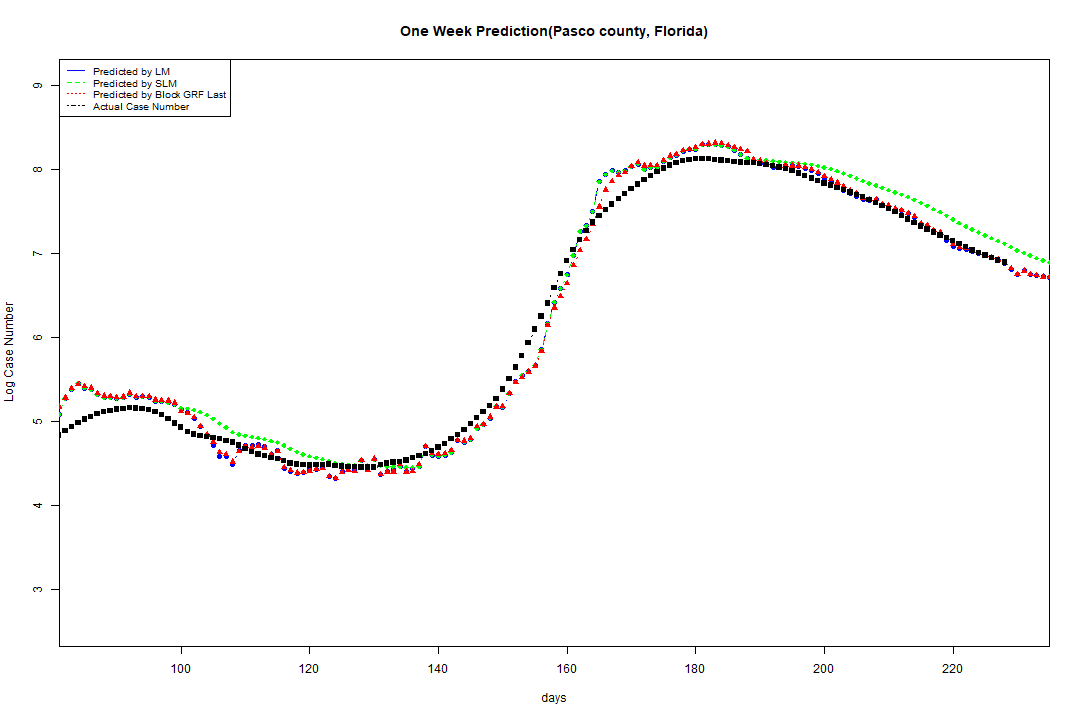 One Week Prediction(Pasco county, Florida)
Predicted by LM
Predicted by SLM
Predicted by Block GRF Last
Actual Case Number
9
8
7
6
5
4
3
Log Case Number
100 120 140 160 180 200 220
days